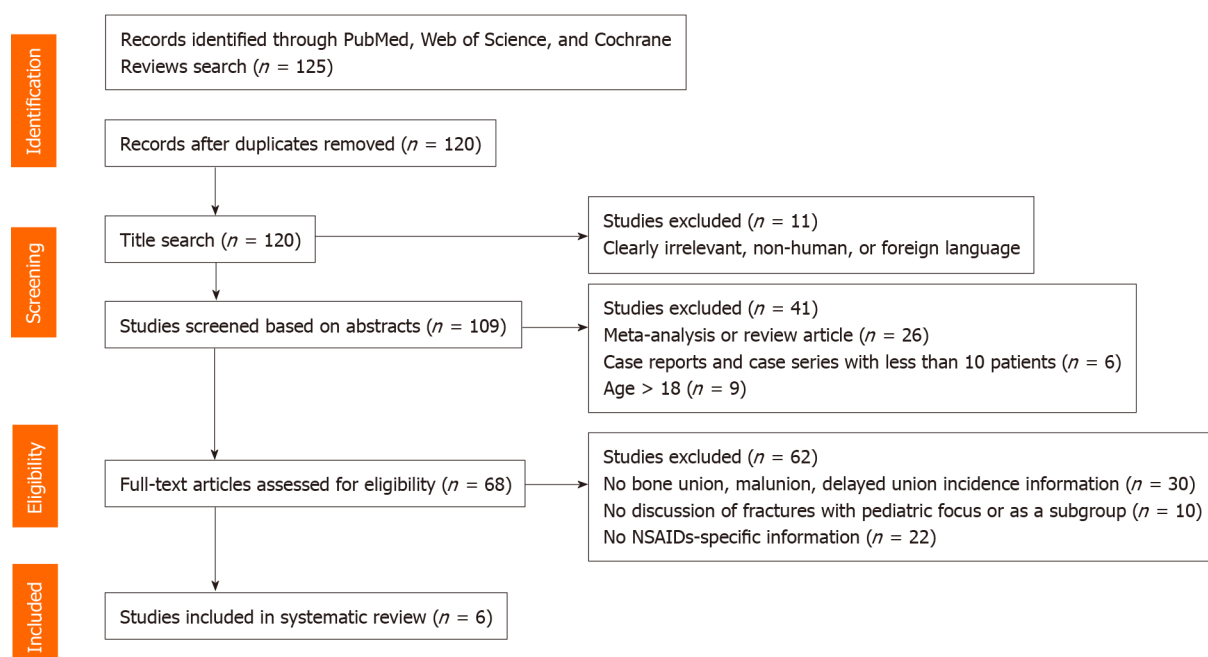 Identification
Records identified through PubMed, Web of Science, and Cochrane
Reviews search (n = 125)
Records after duplicates removed (n = 120)
Screening
Title search (n = 120)
Studies excluded (n = 11)
Clearly irrelevant, non-human, or foreign language
Studies screened based on abstracts (n = 109)
Studies excluded (n = 41)
Meta-analysis or review article (n = 26)
Case reports and case series with less than 10 patients (n = 6)
Age > 18 (n = 9)
Eligibility
Full-text articles assessed for eligibility (n = 68)
Studies excluded (n = 62)
No bone union, malunion, delayed union incidence information (n = 30)
No discussion of fractures with pediatric focus or as a subgroup (n = 10)
No NSAIDs-specific information (n = 22)
Included
Studies included in systematic review (n = 6)